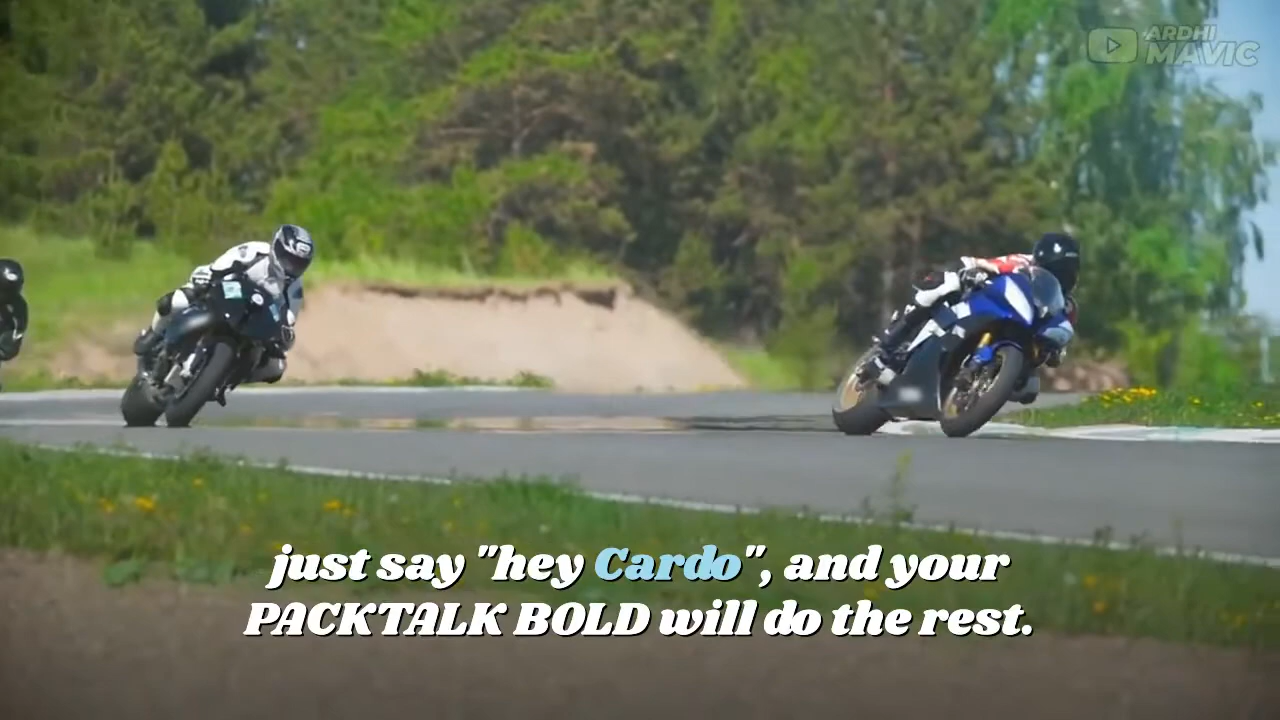 ARDHI
MAVIC
just say "hey Cardo", and your
PACKTALK BOLD will do the rest.